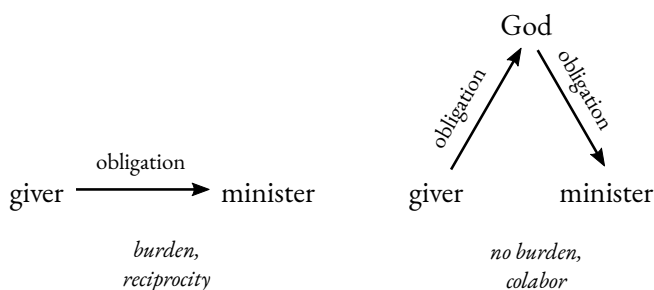 God
obligation
obligation
obligation
giver
minister
giver
minister
burden,
reciprocity
no burden,
colabor